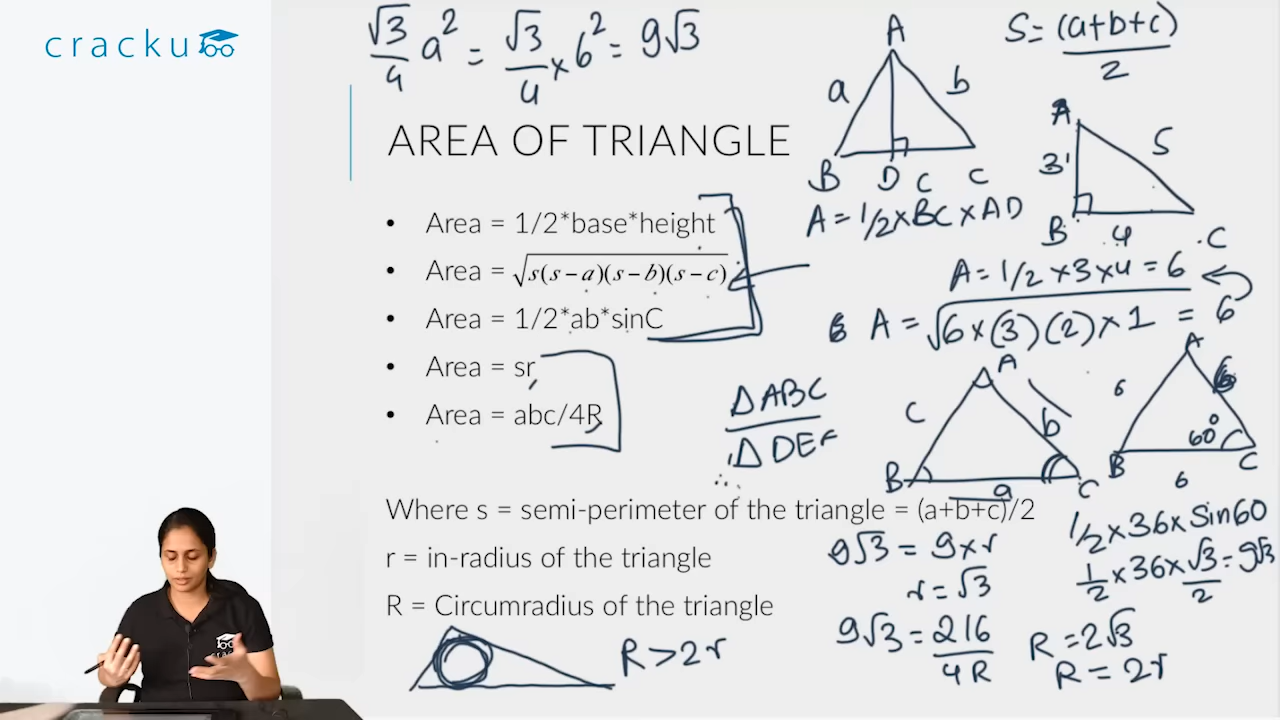 cracku
√3/4 a² = √3/4 × 6² = 9√3
AREA OF TRIANGLE
• Area = 1/2*base*height
• Area = √s(s−a)(s−b)(s−c)
• Area = 1/2*ab*sinC
• Area = sr
• Area = abc/4R
Where s = semi-perimeter of the triangle = (a+b+c)/2
r = in-radius of the triangle
R = Circumradius of the triangle
R>2r
A
a b
B D C C
A = 1/2×BC×AD
S = (a+b+c)/2
A
3 5
B 4 C
A = 1/2×3×4 = 6
6 A = √6×(3)(2)×1 = 6
ΔABC
ΔDEF
A
c b
B a C
A
6 6
60°
B 6 C
9√3 = 9×r
r = √3
9√3 = 216/4R
1/2×36×Sin60
1/2×36×√3/2 = 9√3
R = 2√3
R = 2r